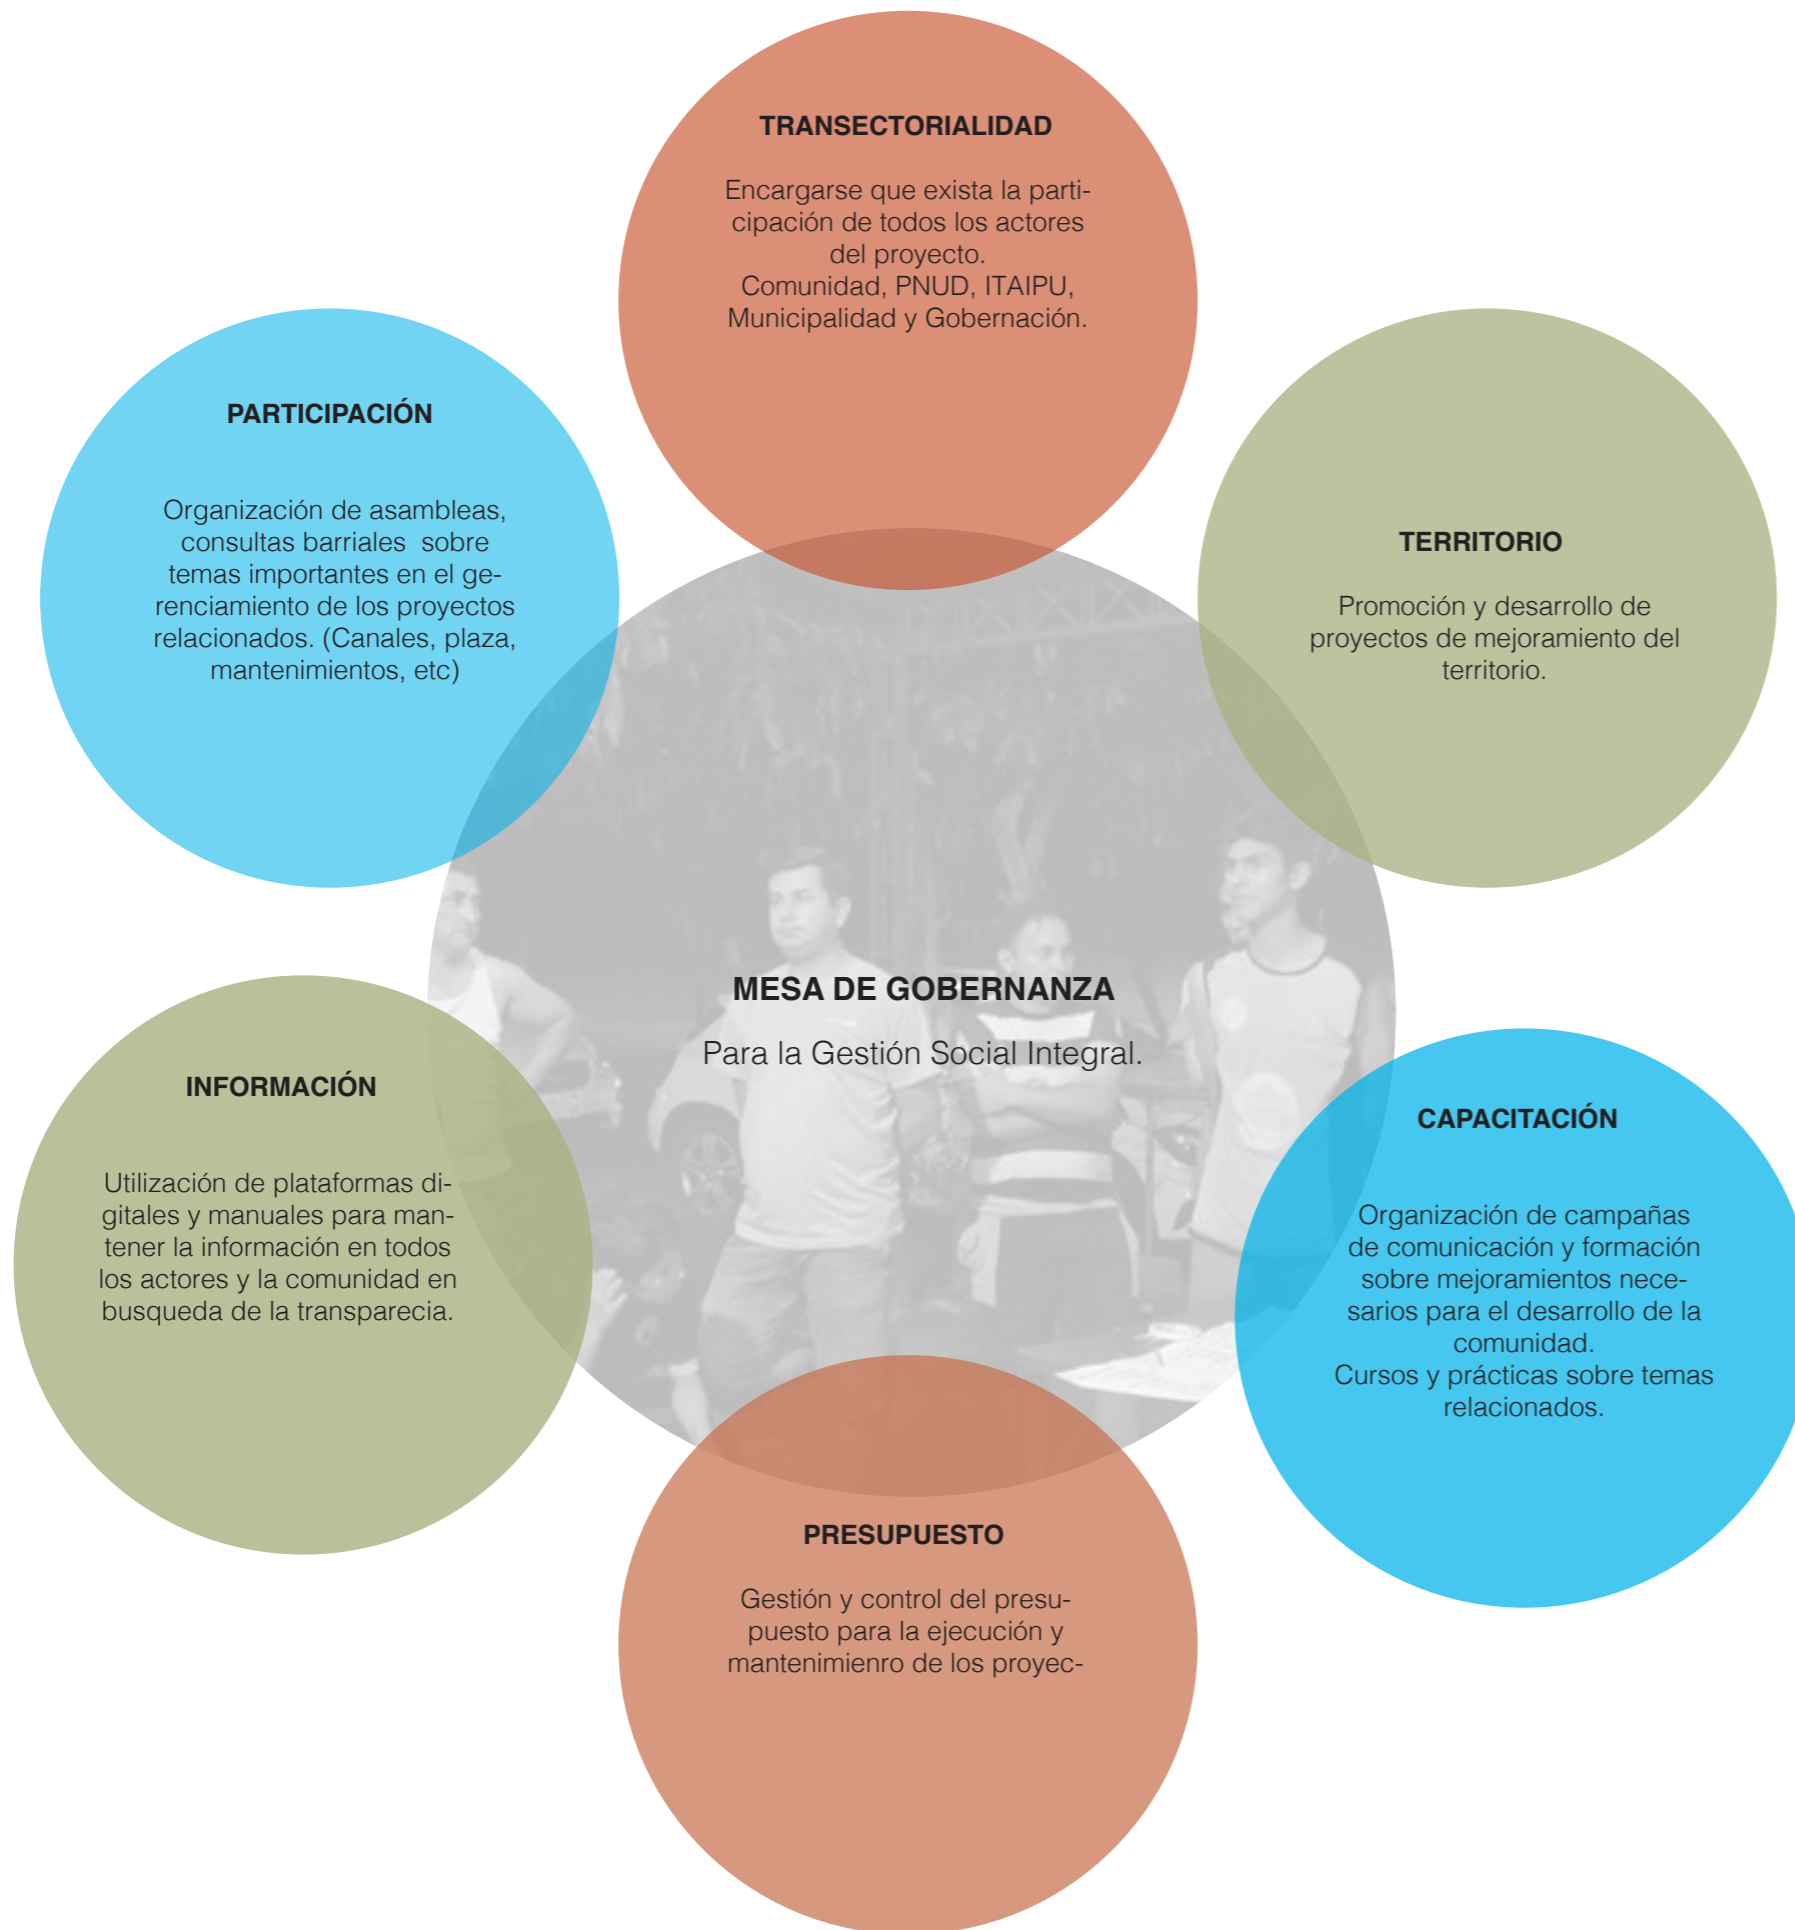 TRANSECTORIALIDAD
Encargarse que exista la parti-
cipación de todos los actores
del proyecto.
Comunidad, PNUD, ITAIPU,
Municipalidad y Gobernación.
PARTICIPACIÓN
Organización de asambleas,
consultas barriales  sobre
temas importantes en el ge-
renciamiento de los proyectos
relacionados. (Canales, plaza,
mantenimientos, etc)
TERRITORIO
Promoción y desarrollo de
proyectos de mejoramiento del
territorio.
MESA DE GOBERNANZA
Para la Gestión Social Integral.
INFORMACIÓN
Utilización de plataformas di-
gitales y manuales para man-
tener la información en todos
los actores y la comunidad en
busqueda de la transparecia.
CAPACITACIÓN
Organización de campañas
de comunicación y formación
sobre mejoramientos nece-
sarios para el desarrollo de la
comunidad.
Cursos y prácticas sobre temas
relacionados.
PRESUPUESTO
Gestión y control del presu-
puesto para la ejecución y
mantenimienro de los proyec-